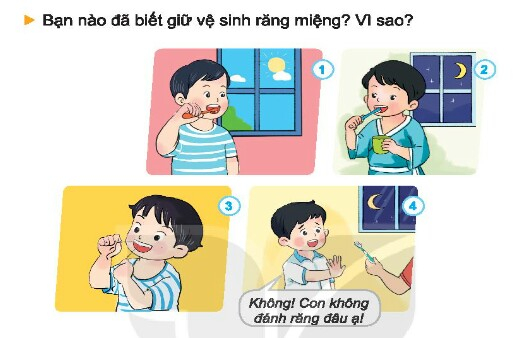 Bạn nào đã biết giữ vệ sinh răng miệng? Vì sao?
1
2
3
4
Không! Con không
đánh răng đâu ạ!